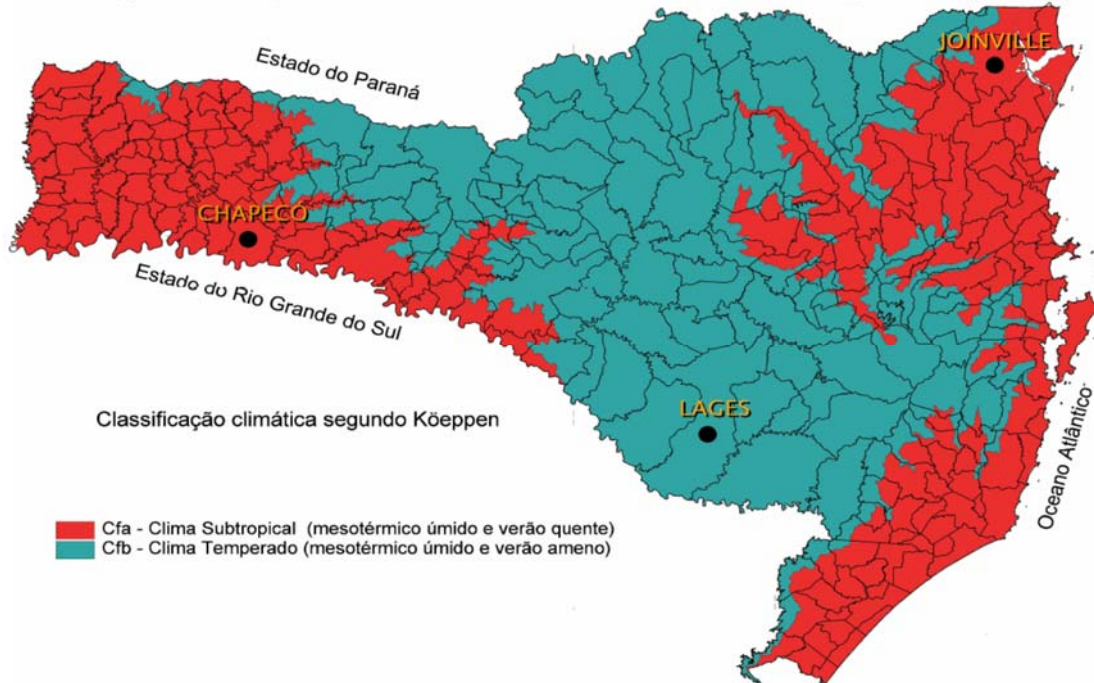 JOINVILLE
Estado do Paraná
CHAPECÓ
Estado do Rio Grande do Sul
LAGES
Classificação climática segundo Köeppen
Oceano Atlântico
Cfa - Clima Subtropical (mesotérmico úmido e verão quente)
Cfb - Clima Temperado (mesotérmico úmido e verão ameno)